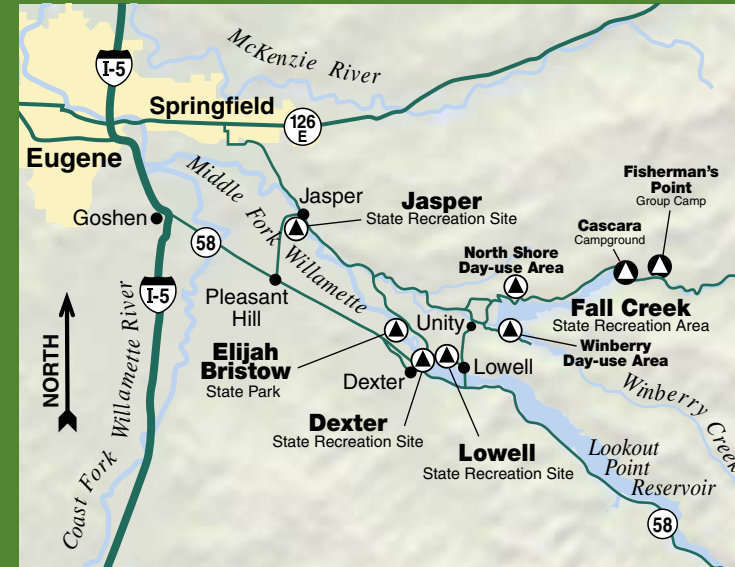 McKenzie River
I-5
Springfield
126
E
Eugene
Middle Fork Willamette
Fisherman's
Point
Group Camp
Jasper
Jasper
State Recreation Site
Cascara
Campground
Goshen
58
North Shore
Day-use Area
I-5
Pleasant
Hill
Fall Creek
State Recreation Area
Unity
Winberry
Day-use Area
NORTH
Elijah
Bristow
State Park
Dexter
Lowell
Winberry Creek
Dexter
State Recreation Site
Lowell
State Recreation Site
Lookout
Point
Reservoir
Coast Fork Willamette River
58